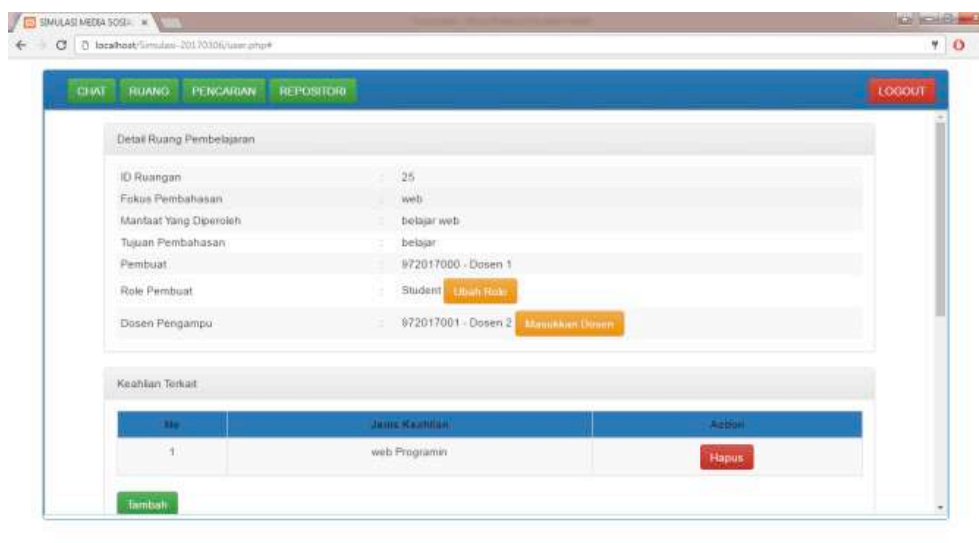 SIMULASI MEDIA SOSI
localhost/Simulasi-20170306/user.php#
CHAT RUANG PENCARIAN REPOSITORI LOGOUT
Detail Ruang Pembelajaran
ID Ruangan : 25
Fokus Pembahasan : web
Manfaat Yang Diperoleh : belajar web
Tujuan Pembahasan : belajar
Pembuat : 972017000 - Dosen 1
Role Pembuat : Student Ubah Role
Dosen Pengampu : 972017001 - Dosen 2 Masukkan Dosen
Keahlian Terkait
No Jenis Keahlian Action
1 web Programin Hapus
Tambah